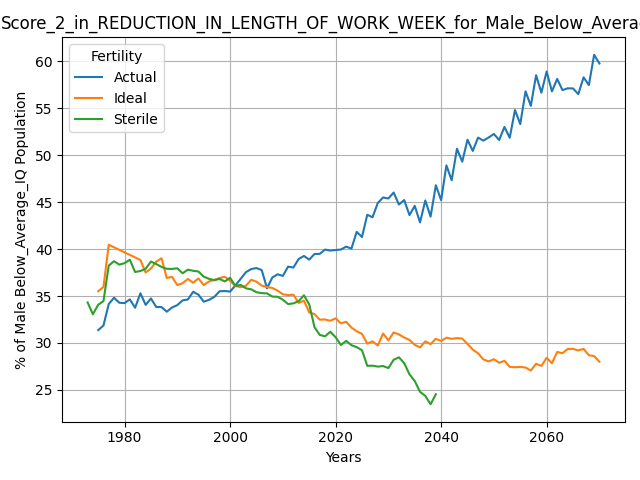 Score_2_in_REDUCTION_IN_LENGTH_OF_WORK_WEEK_for_Male_Below_Avera
Fertility
Actual
Ideal
Sterile
% of Male Below_Average_IQ Population
60
55
50
45
40
35
30
25
1980
2000
2020
2040
2060
Years